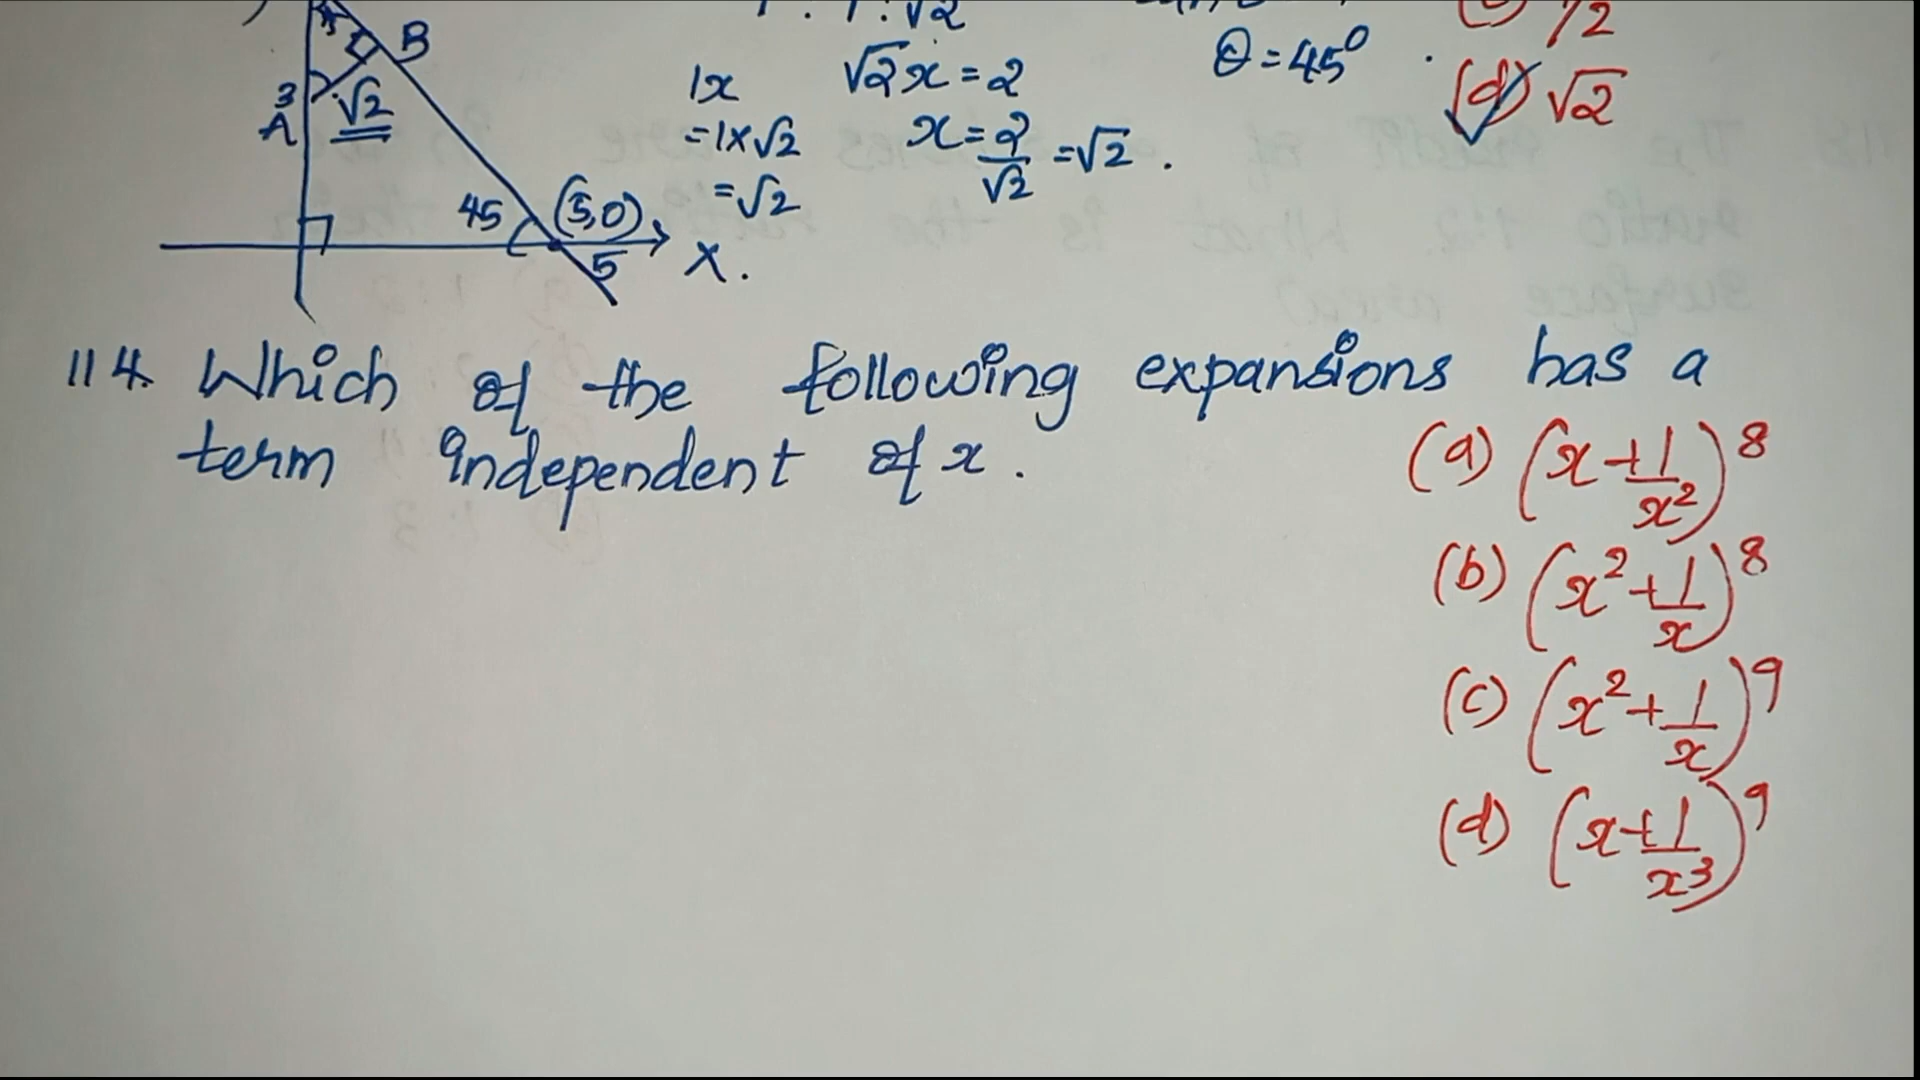 B
3
A
√2
45
(5,0)
5
X.
√2
1x
=1×√2
=√2
√2x=2
x=2/√2=√2.
θ=45°
1/2
(d) √2
114. Which of the following expansions has a
term independent of x.
(a) (x+1/x²)⁸
(b) (x²+1/x)⁸
(c) (x²+1/x)⁹
(d) (x+1/x³)⁹